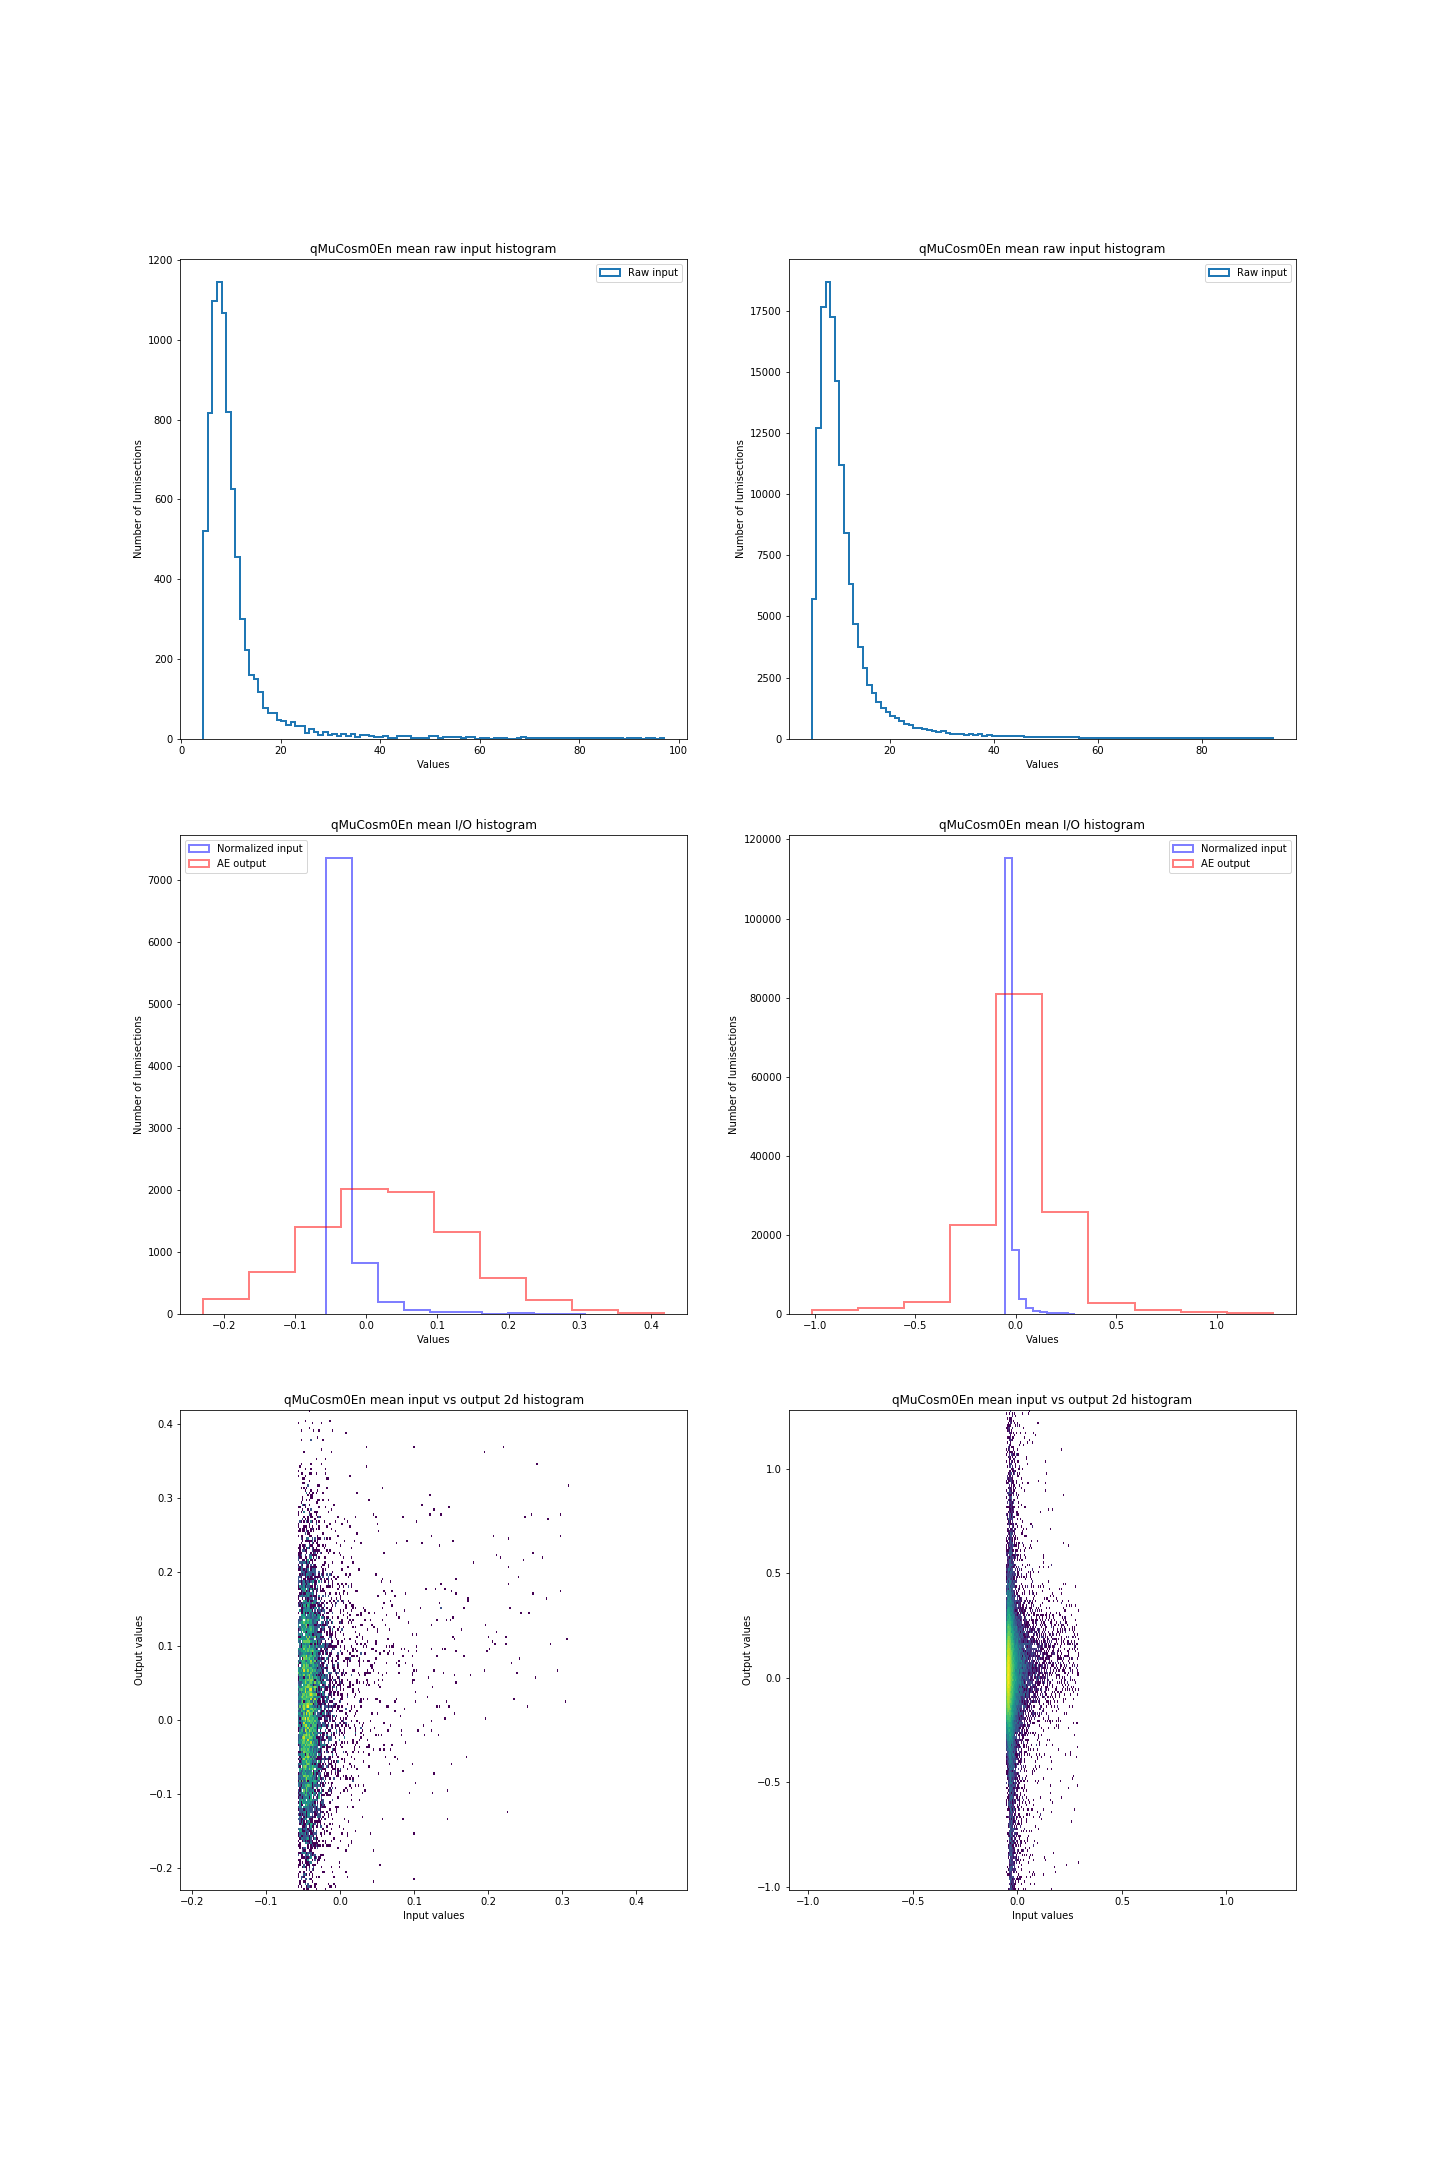 qMuCosm0En mean raw input histogram
Raw input
1200
1000
800
600
400
200
0
Number of lumisections
0 20 40 60 80 100
Values
qMuCosm0En mean raw input histogram
Raw input
17500
15000
12500
10000
7500
5000
2500
0
Number of lumisections
20 40 60 80
Values
qMuCosm0En mean I/O histogram
Normalized input
AE output
7000
6000
5000
4000
3000
2000
1000
0
Number of lumisections
−0.2 −0.1 0.0 0.1 0.2 0.3 0.4
Values
qMuCosm0En mean I/O histogram
Normalized input
AE output
120000
100000
80000
60000
40000
20000
0
Number of lumisections
−1.0 −0.5 0.0 0.5 1.0
Values
qMuCosm0En mean input vs output 2d histogram
0.4
0.3
0.2
0.1
0.0
−0.1
−0.2
Output values
−0.2 −0.1 0.0 0.1 0.2 0.3 0.4
Input values
qMuCosm0En mean input vs output 2d histogram
1.0
0.5
0.0
−0.5
−1.0
Output values
−1.0 −0.5 0.0 0.5 1.0
Input values